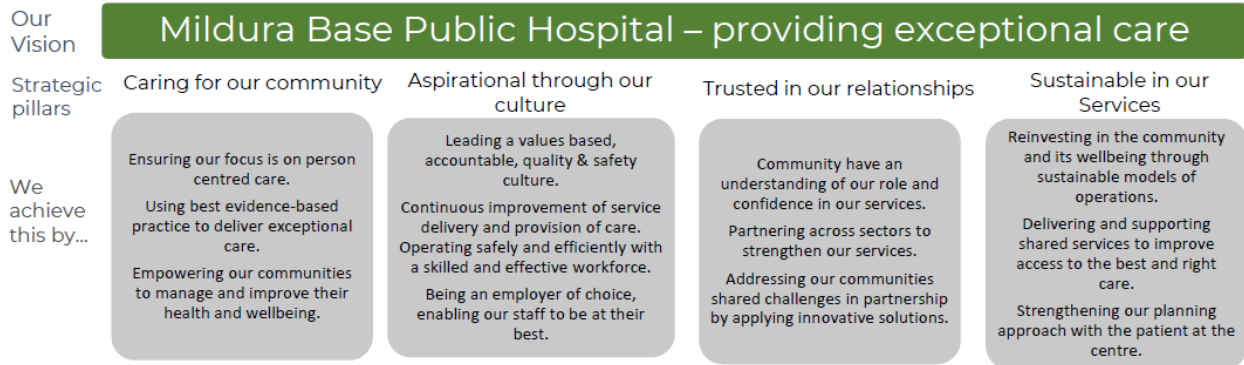 Our
Vision
Mildura Base Public Hospital – providing exceptional care
Strategic
pillars
Caring for our community
Aspirational through our
culture
Trusted in our relationships
Sustainable in our
Services
We
achieve
this by...
Ensuring our focus is on person
centred care.
Using best evidence-based
practice to deliver exceptional
care.
Empowering our communities
to manage and improve their
health and wellbeing.
Leading a values based,
accountable, quality & safety
culture.
Continuous improvement of service
delivery and provision of care.
Operating safely and efficiently with
a skilled and effective workforce.
Being an employer of choice,
enabling our staff to be at their
best.
Community have an
understanding of our role and
confidence in our services.
Partnering across sectors to
strengthen our services.
Addressing our communities
shared challenges in partnership
by applying innovative solutions.
Reinvesting in the community
and its wellbeing through
sustainable models of
operations.
Delivering and supporting
shared services to improve
access to the best and right
care.
Strengthening our planning
approach with the patient at the
centre.